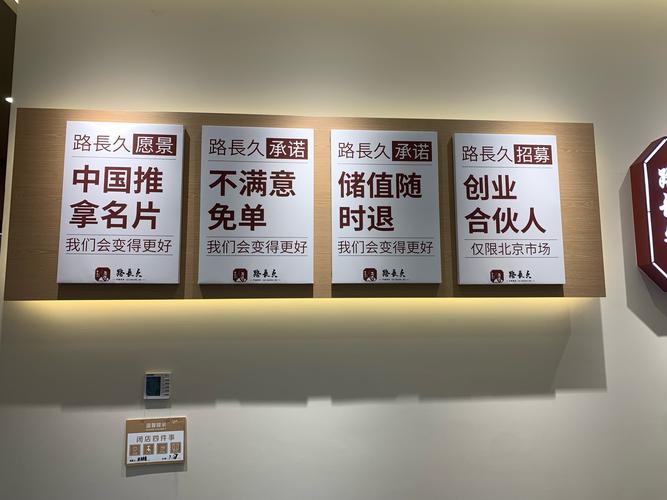 路長久愿景
中国推
拿名片
我们会变得更好
路長久
路長久承诺
不满意
免单
我们会变得更好
路長久
路長久承诺
储值随
时退
我们会变得更好
路長久
路長久招募
创业
合伙人
仅限北京市场
路長久
温馨提示
闭店四件事